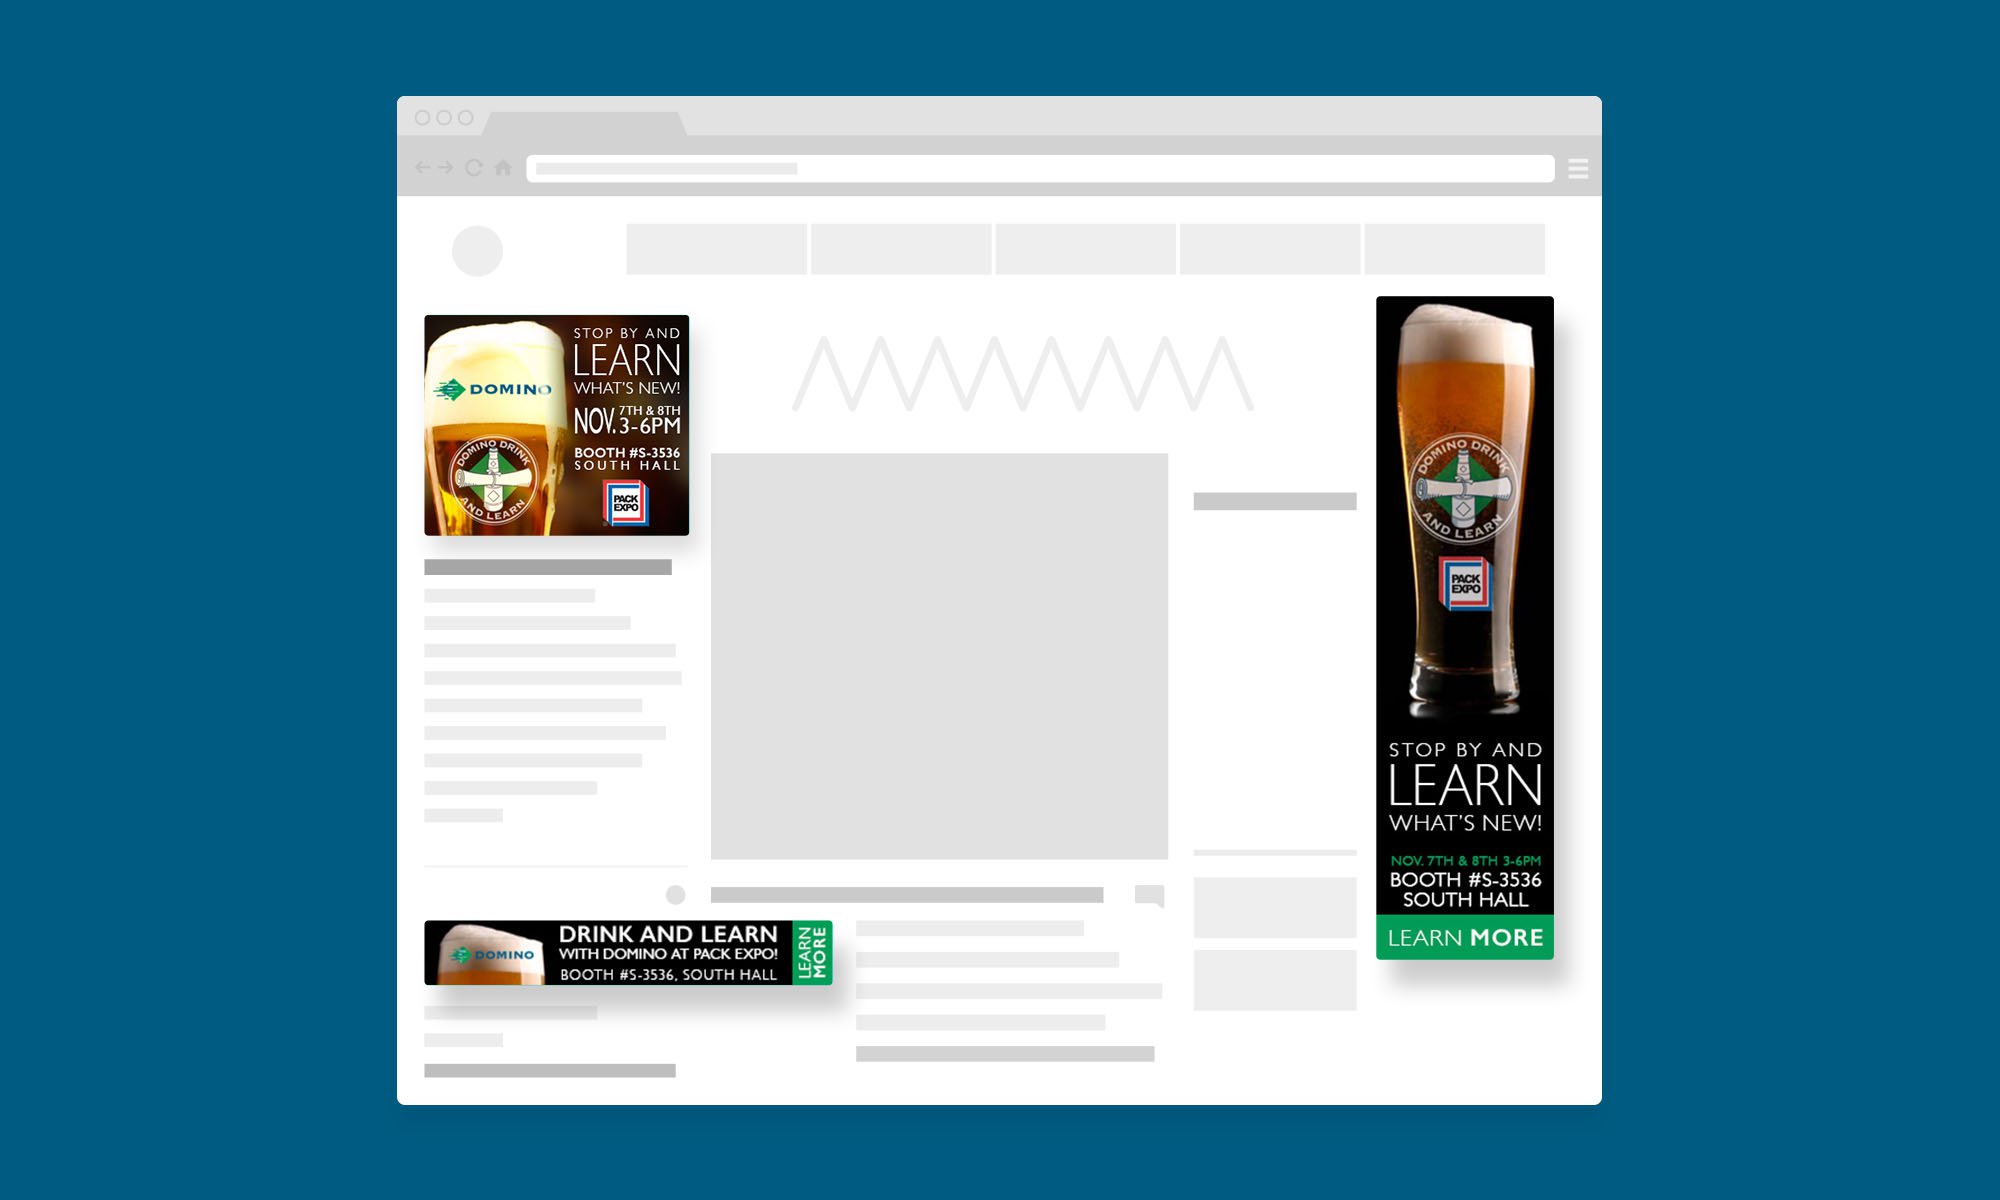 STOP BY AND
LEARN
WHAT'S NEW!
NOV. 7TH & 8TH
3-6PM
BOOTH #S-3536
SOUTH HALL
DOMINO
DOMINO DRINK
AND LEARN
PACK
EXPO
DOMINO DRINK
AND LEARN
PACK
EXPO
STOP BY AND
LEARN
WHAT'S NEW!
NOV. 7TH & 8TH 3-6PM
BOOTH #S-3536
SOUTH HALL
LEARN MORE
DOMINO
DRINK AND LEARN
WITH DOMINO AT PACK EXPO!
BOOTH #S-3536, SOUTH HALL
LEARN
MORE